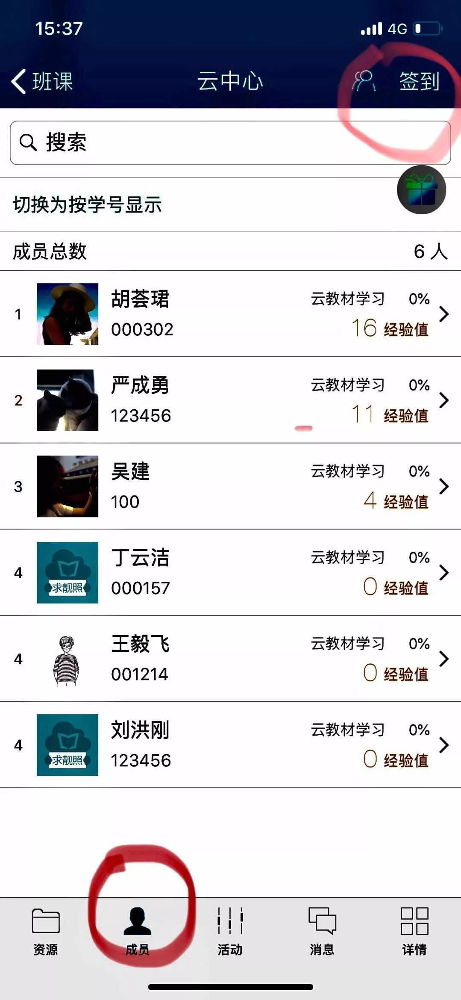 15:37 4G
班课 云中心 签到
搜索
切换为按学号显示
成员总数 6 人
1 胡荟珺 云教材学习 0%
000302 16 经验值
2 严成勇 云教材学习 0%
123456 11 经验值
3 吴建 云教材学习 0%
100 4 经验值
4 丁云洁 云教材学习 0%
求靓照 000157 0 经验值
4 王毅飞 云教材学习 0%
001214 0 经验值
4 刘洪刚 云教材学习 0%
求靓照 123456 0 经验值
资源 成员 活动 消息 详情